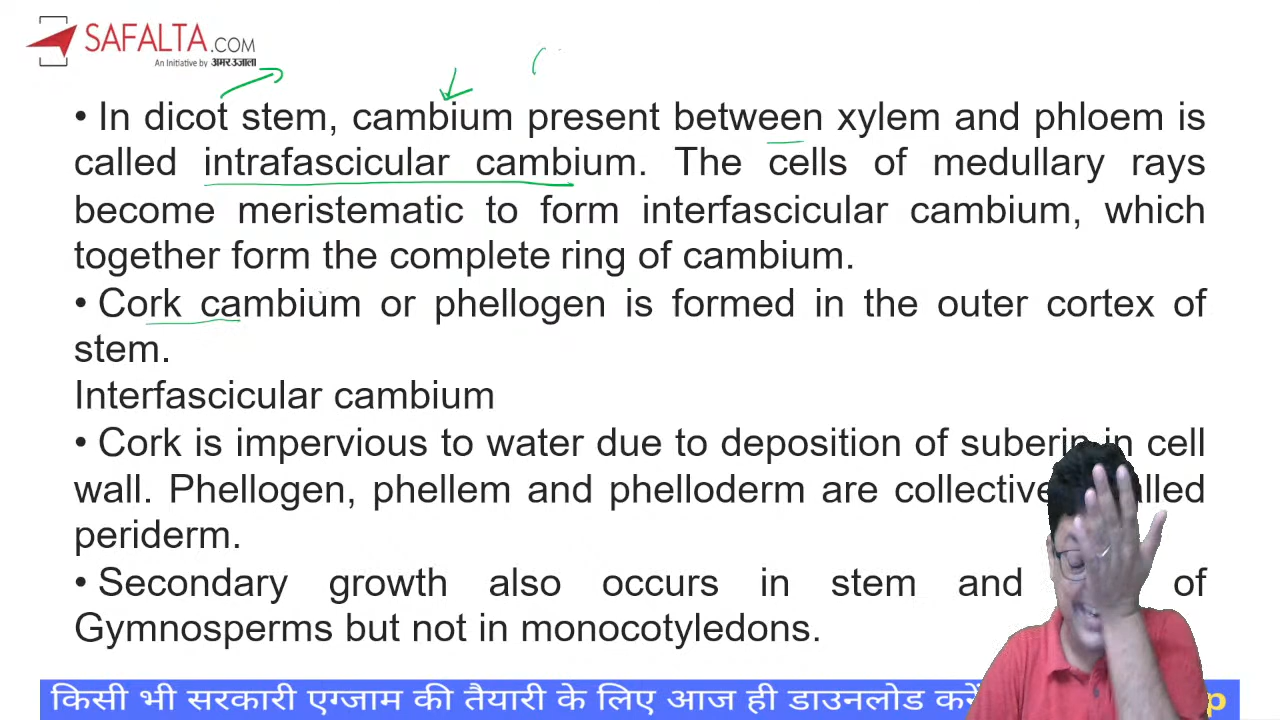 SAFALTA.COM
An Initiative by अमर उजाला
• In dicot stem, cambium present between xylem and phloem is
called intrafascicular cambium. The cells of medullary rays
become meristematic to form interfascicular cambium, which
together form the complete ring of cambium.
• Cork cambium or phellogen is formed in the outer cortex of
stem.
Interfascicular cambium
• Cork is impervious to water due to deposition of suberin in cell
wall. Phellogen, phellem and phelloderm are
periderm.
• Secondary growth also occurs in stem and of
Gymnosperms but not in monocotyledons.
किसी भी सरकारी एग्जाम की तैयारी के लिए आज ही डाउनलोड करें